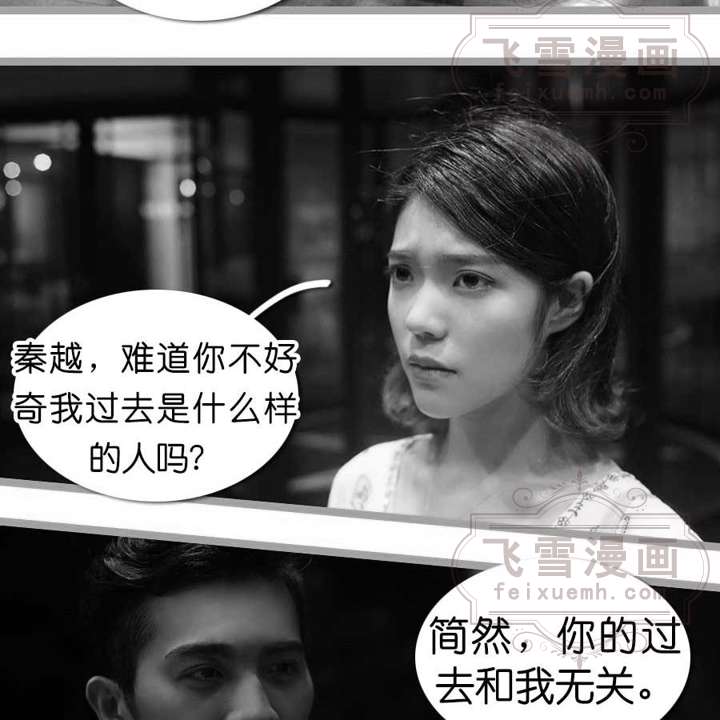 飞雪漫画
feixuemh.com
秦越，难道你不好
奇我过去是什么样
的人吗？
飞雪漫画
feixuemh.com
简然，你的过
去和我无关。